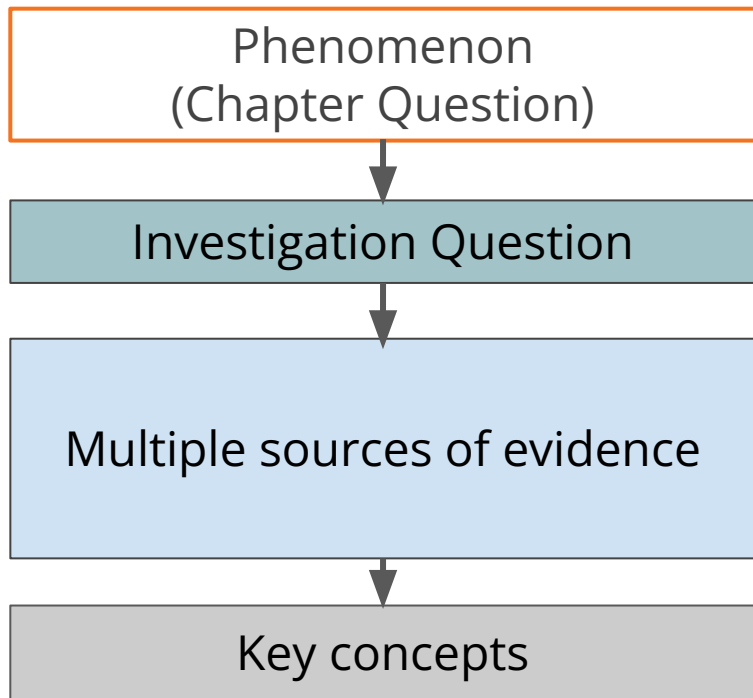 Phenomenon
(Chapter Question)
Investigation Question
Multiple sources of evidence
Key concepts